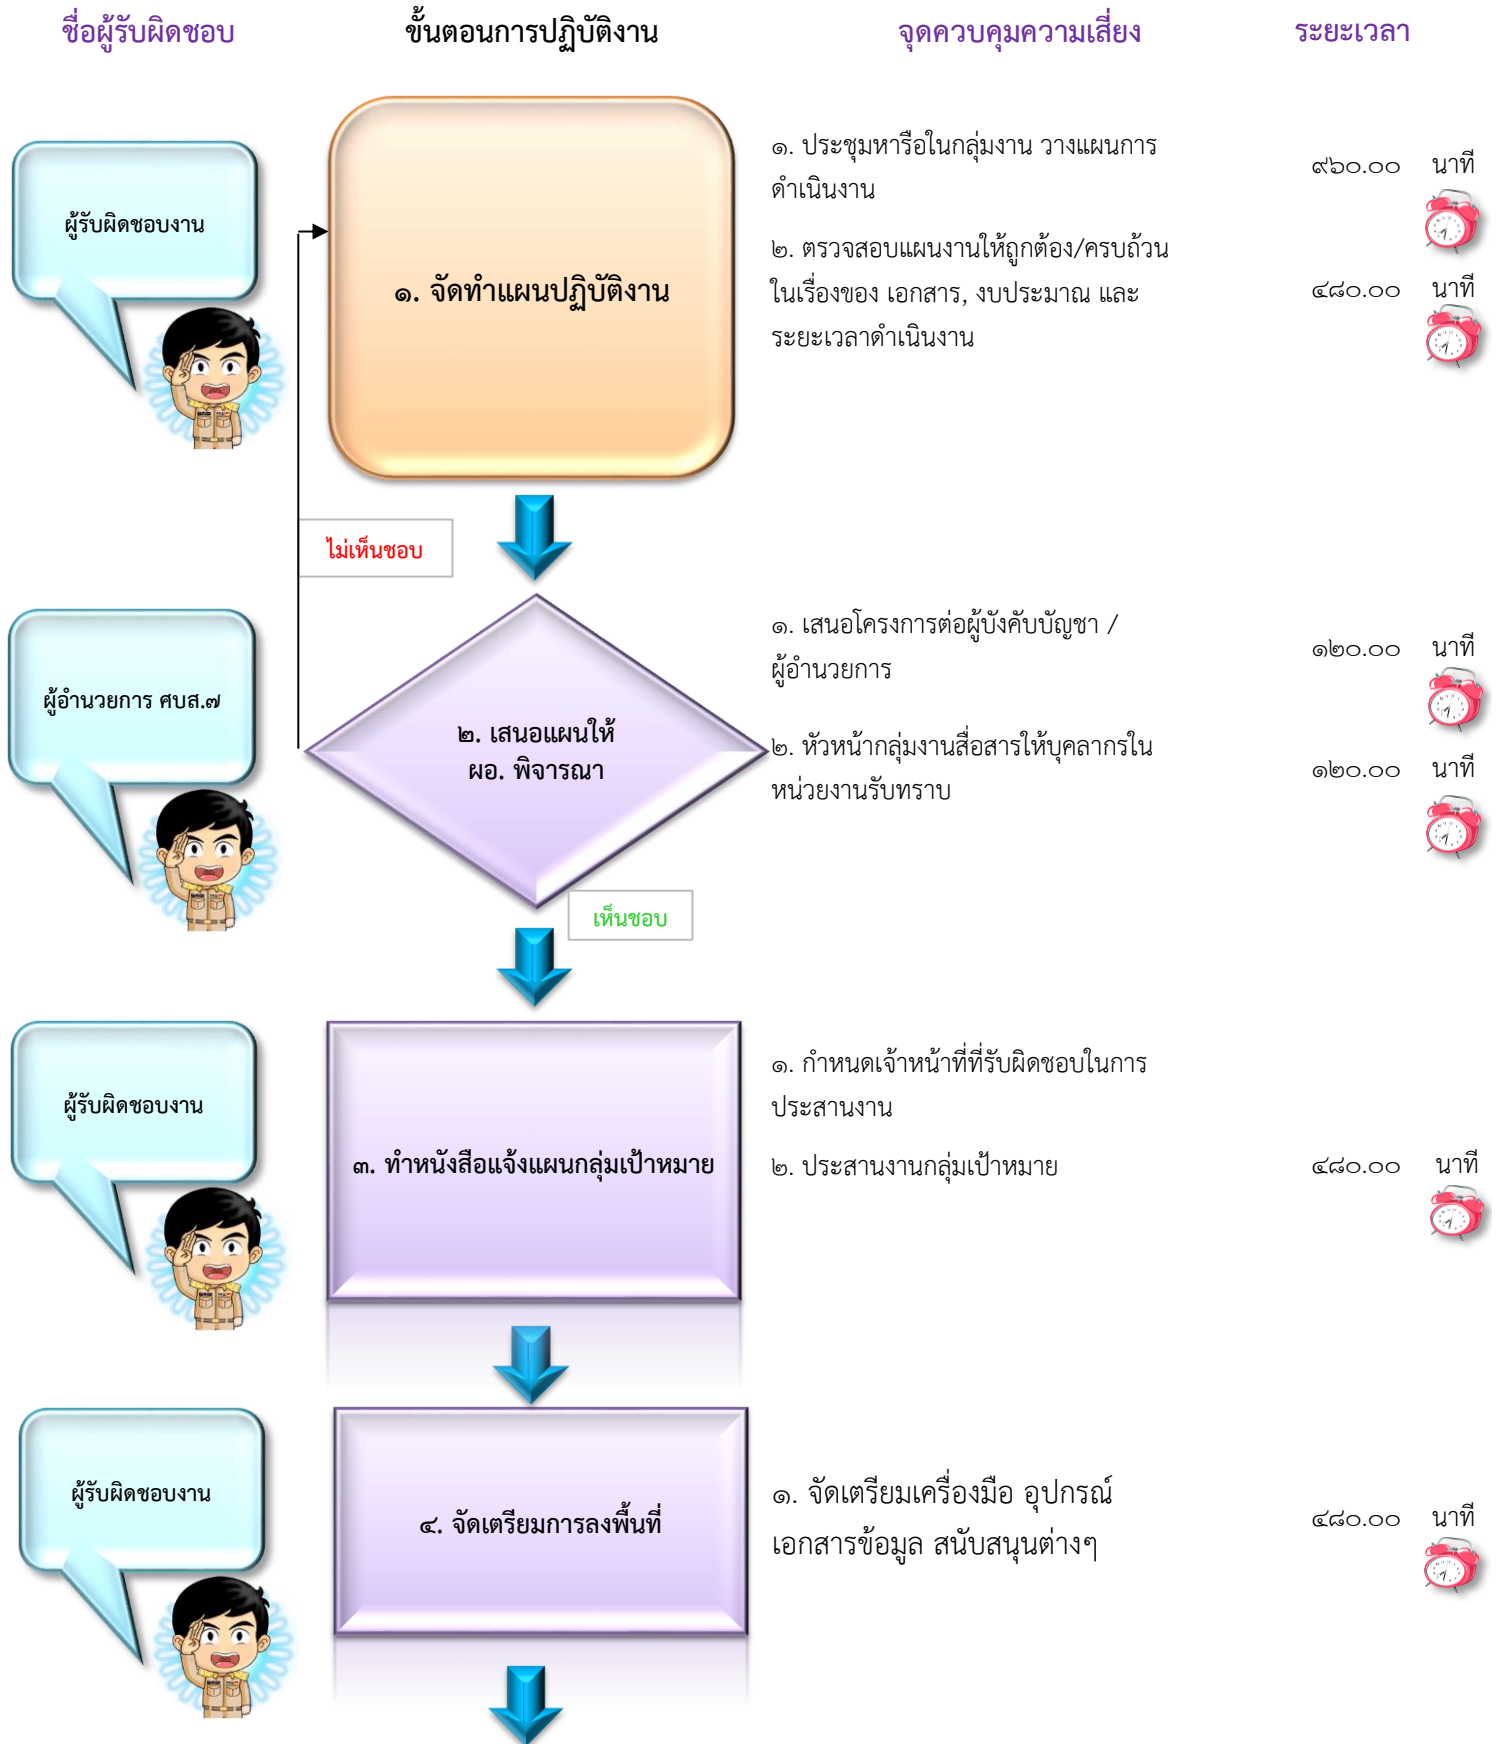 ชื่อผู้รับผิดชอบ ขั้นตอนการปฏิบัติงาน จุดควบคุมความเสี่ยง ระยะเวลา
ผู้รับผิดชอบงาน
๑. จัดทำแผนปฏิบัติงาน
๑. ประชุมหารือในกลุ่มงาน วางแผนการ
ดำเนินงาน
๙๖๐.๐๐ นาที
๒. ตรวจสอบแผนงานให้ถูกต้อง/ครบถ้วน
ในเรื่องของ เอกสาร, งบประมาณ และ
ระยะเวลาดำเนินงาน
๔๘๐.๐๐ นาที
ไม่เห็นชอบ
ผู้อำนวยการ ศบส.๗
๒. เสนอแผนให้
ผอ. พิจารณา
๑. เสนอโครงการต่อผู้บังคับบัญชา /
ผู้อำนวยการ
๑๒๐.๐๐ นาที
๒. หัวหน้ากลุ่มงานสื่อสารให้บุคลากรใน
หน่วยงานรับทราบ
๑๒๐.๐๐ นาที
เห็นชอบ
ผู้รับผิดชอบงาน
๓. ทำหนังสือแจ้งแผนกลุ่มเป้าหมาย
๑. กำหนดเจ้าหน้าที่ที่รับผิดชอบในการ
ประสานงาน
๒. ประสานงานกลุ่มเป้าหมาย
๔๘๐.๐๐ นาที
ผู้รับผิดชอบงาน
๔. จัดเตรียมการลงพื้นที่
๑. จัดเตรียมเครื่องมือ อุปกรณ์
เอกสารข้อมูล สนับสนุนต่างๆ
๔๘๐.๐๐ นาที